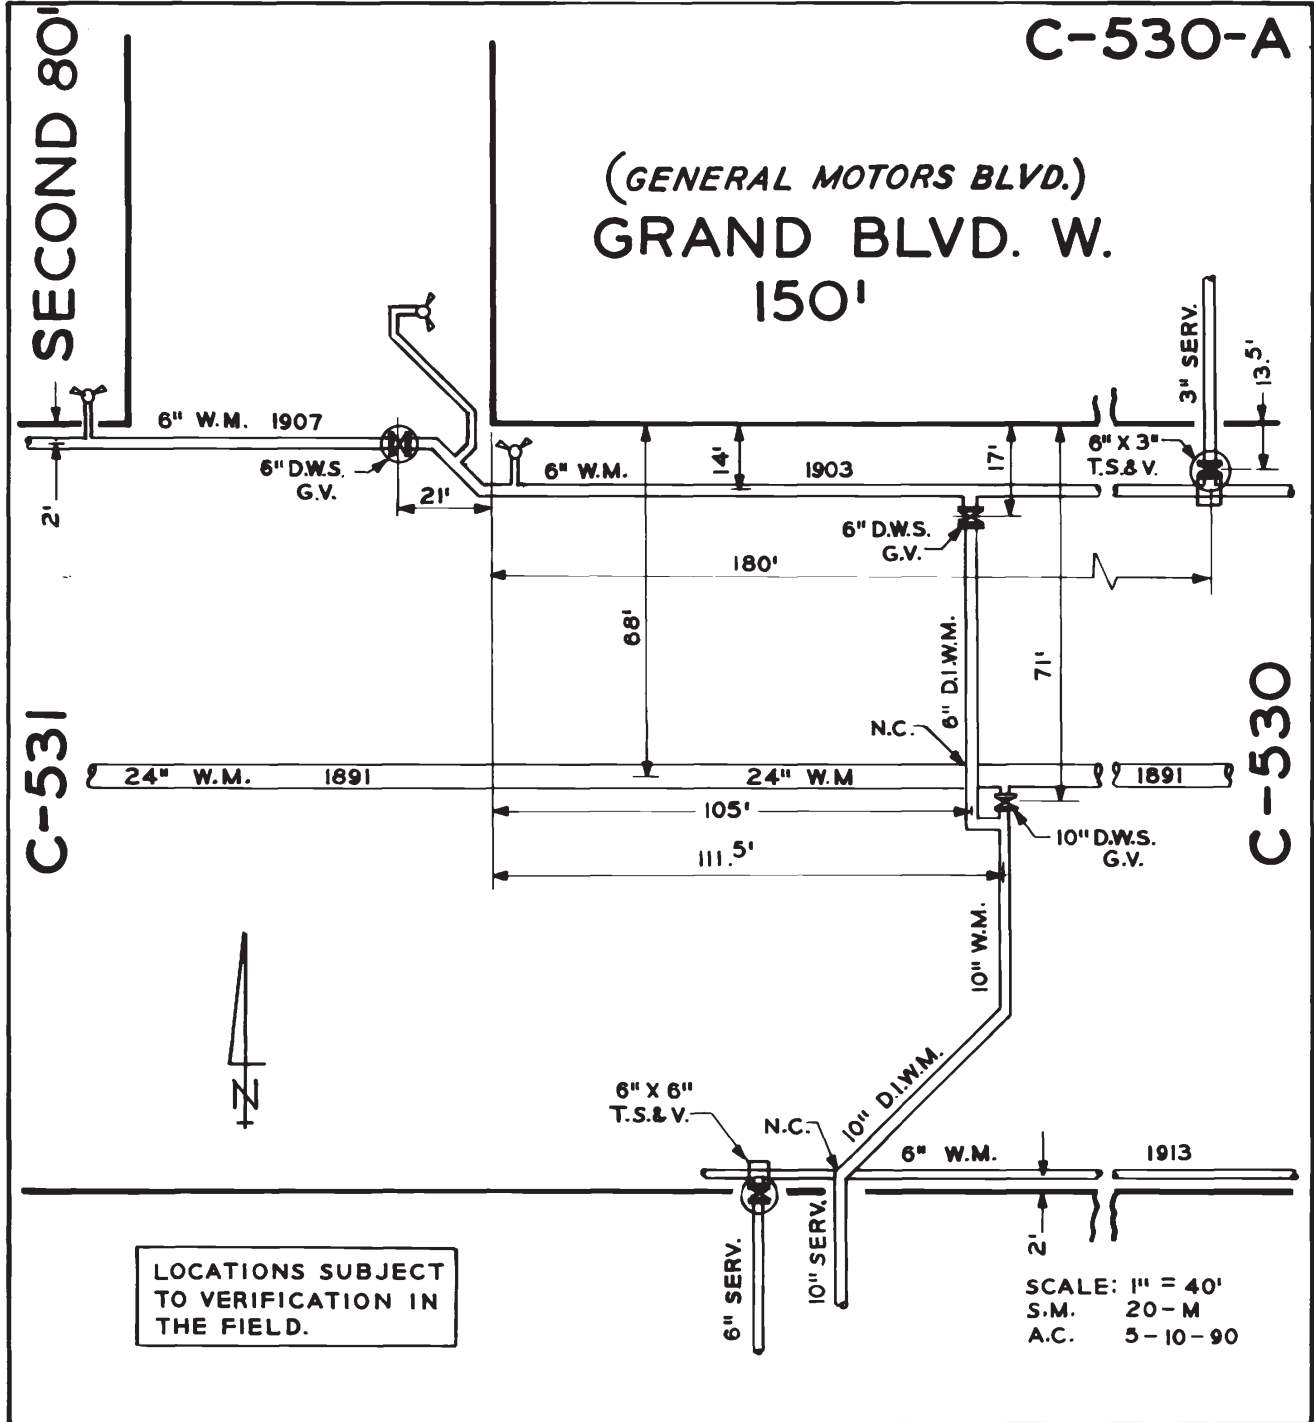 C-530-A
SECOND 80'
(GENERAL MOTORS BLVD.)
GRAND BLVD. W.
150'
3" SERV.
13.5'
6" W.M. 1907
6" D.W.S.
G.V.
21'
2'
6" W.M.
14'
1903
17'
6" X 3"
T.S.& V.
6" D.W.S.
G.V.
180'
68'
6" D.I.W.M.
71'
N.C.
C-531
C-530
24" W.M. 1891
24" W.M
1891
105'
10" D.W.S.
G.V.
111.5'
10" W.M.
N
10" D.I.W.M.
6" X 6"
T.S.& V.
N.C.
6" W.M.
1913
2'
6" SERV.
10" SERV.
LOCATIONS SUBJECT
TO VERIFICATION IN
THE FIELD.
SCALE: 1" = 40'
S.M. 20-M
A.C. 5-10-90